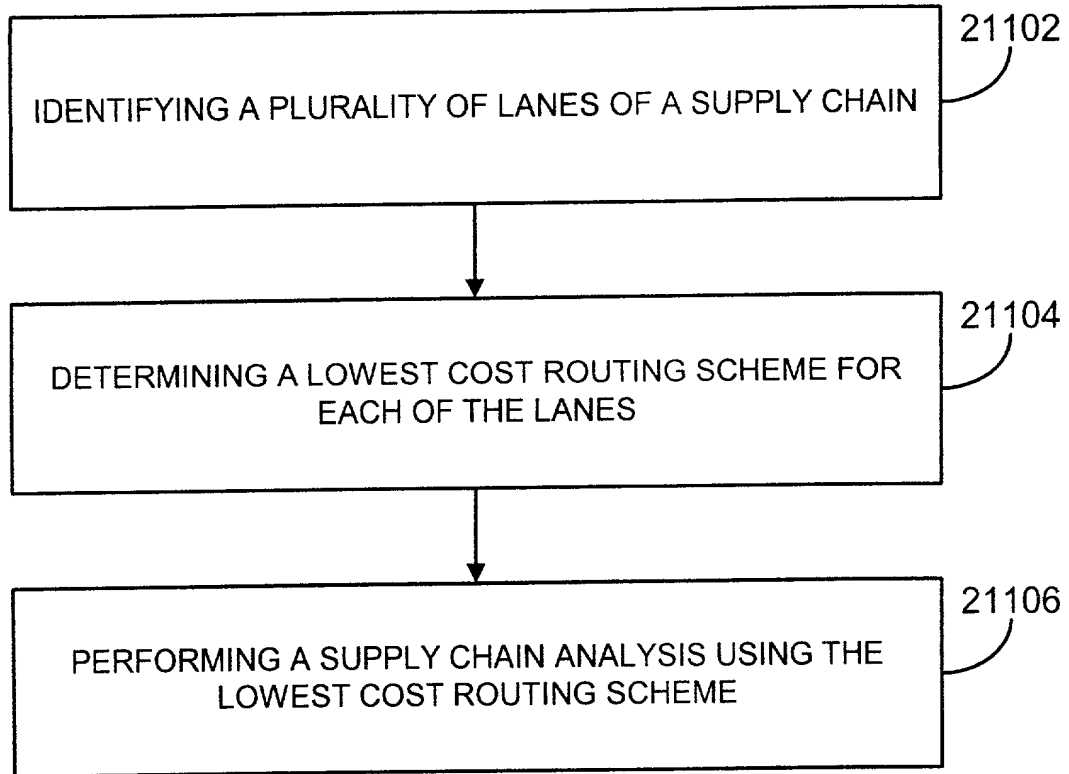 21102
IDENTIFYING A PLURALITY OF LANES OF A SUPPLY CHAIN
21104
DETERMINING A LOWEST COST ROUTING SCHEME FOR
EACH OF THE LANES
21106
PERFORMING A SUPPLY CHAIN ANALYSIS USING THE
LOWEST COST ROUTING SCHEME